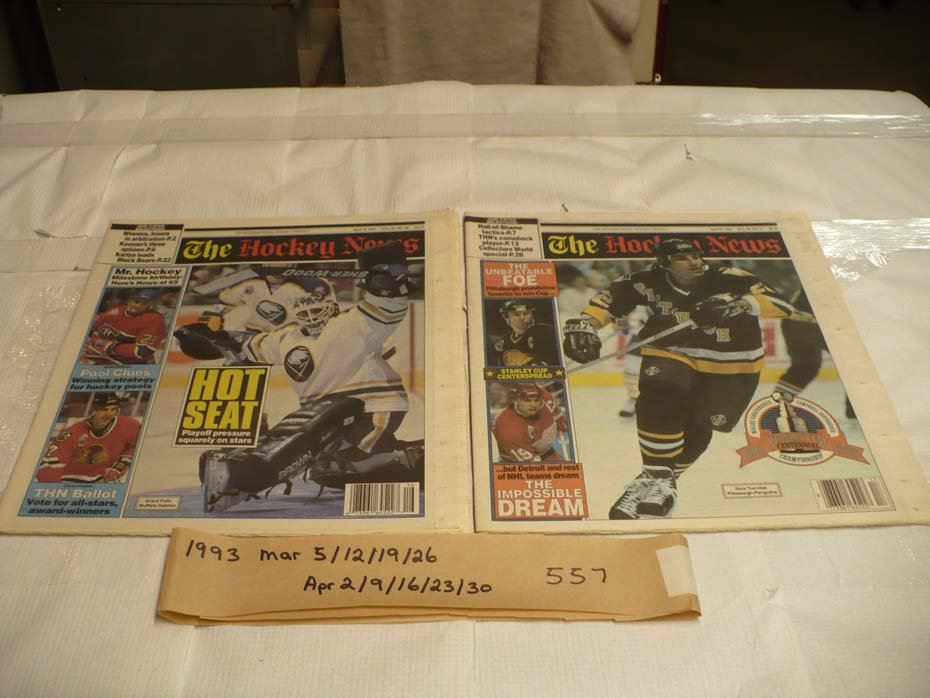 Winners, losers
in arbitration-P.2
Keenan's three
options-P.6
Kariya leads
Black Bears-P.22
The Hockey News
Mr. Hockey
Milestone birthday:
Here's Howe at 65
Pool Clues
Winning strategy
for hockey pools
THN Ballot
Vote for all-stars,
award-winners
HOT
SEAT
Playoff pressure
squarely on stars
Grant Fuhr
Buffalo Sabres
BROWN
Hall-of-Shame
tactics-P.7
THN's comeback
player-P.13
Collectors World
special-P.28
The Hockey News
THE
UNBEATABLE
FOE
Pittsburgh prohibitive
favorite to win Cup...
STANLEY CUP
CENTERSPREAD
19
...but Detroit and rest
of NHL teams dream
THE
IMPOSSIBLE
DREAM
CENTENNIAL
CHAMPIONSHIP
Rick Tocchet
Pittsburgh Penguins
1993 mar 5/12/19/26
Apr 2/9/16/23/30
557